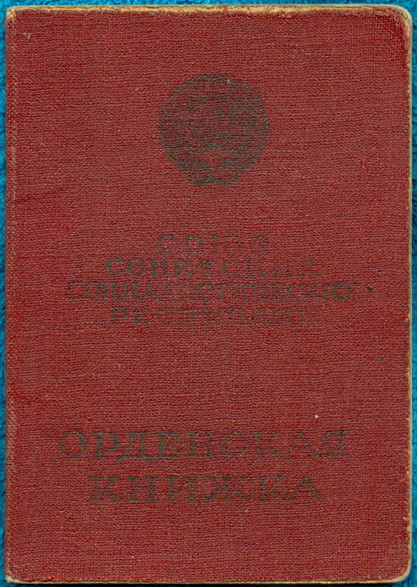 СОЮЗ
СОВЕТСКИХ
СОЦИАЛИСТИЧЕСКИХ
РЕСПУБЛИК
ОРДЕНСКАЯ
КНИЖКА